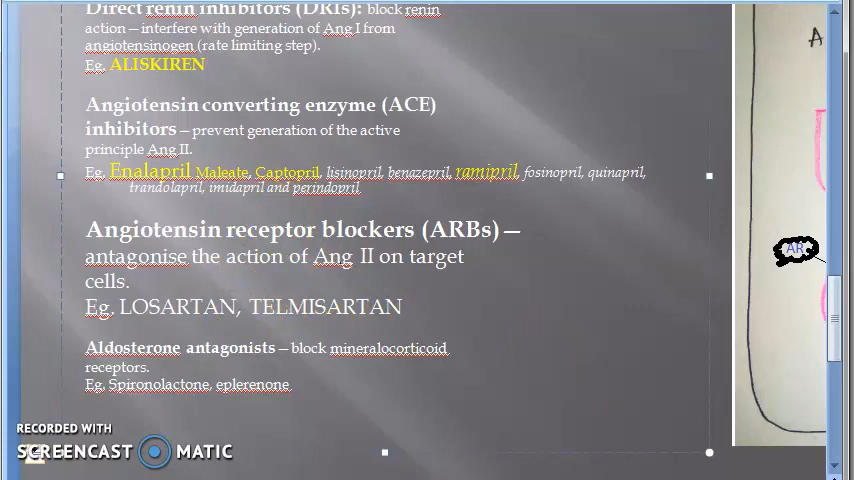 Direct renin inhibitors (DRIs): block renin
action – interfere with generation of Ang I from
angiotensinogen (rate limiting step).
Eg. ALISKIREN
Angiotensin converting enzyme (ACE)
inhibitors – prevent generation of the active
principle Ang II.
Eg. Enalapril Maleate, Captopril, lisinopril, benazepril, ramipril, fosinopril, quinapril,
trandolapril, imidapril and perindopril
Angiotensin receptor blockers (ARBs) –
antagonise the action of Ang II on target
cells.
Eg. LOSARTAN, TELMISARTAN
Aldosterone antagonists – block mineralocorticoid
receptors.
Eg. Spironolactone, eplerenone
A
AR
RECORDED WITH
SCREENCAST MATIC